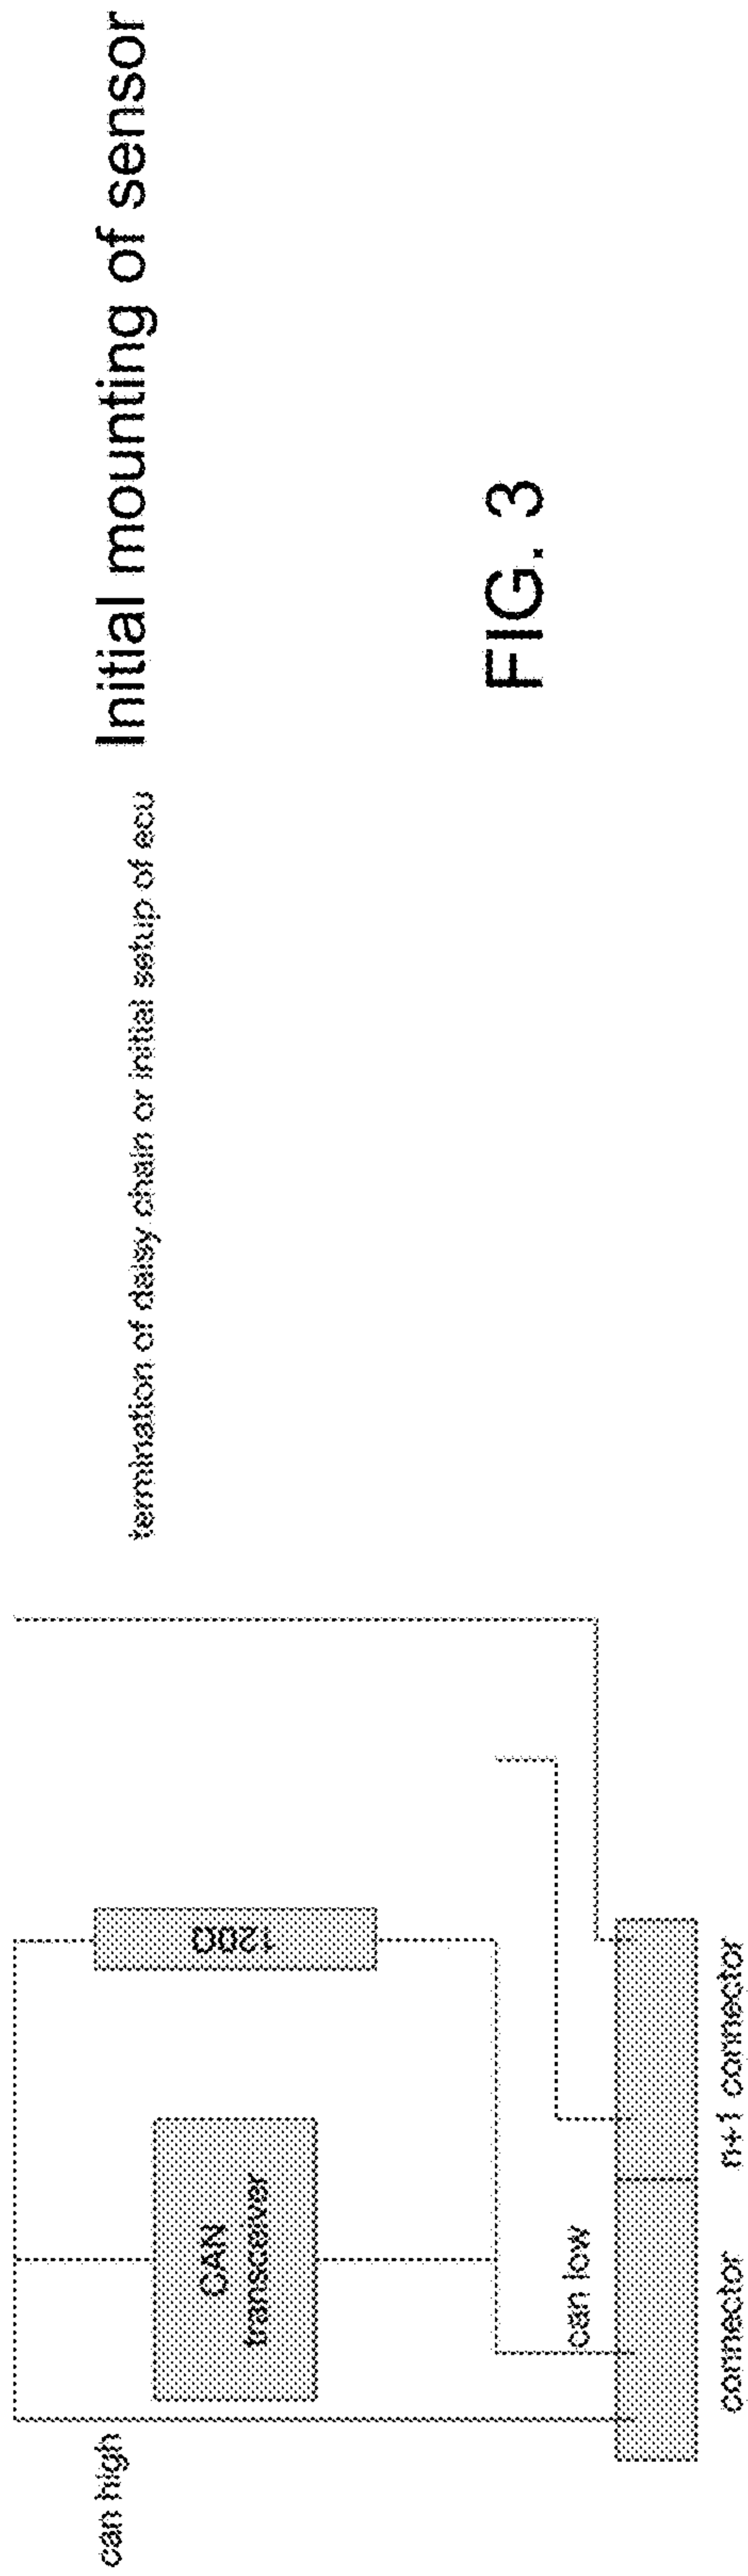 Initial mounting of sensor
termination of daisy chain or initial setup of ecu
can high
CAN
transceiver
120Ω
can low
connector
n+1 connector
FIG. 3